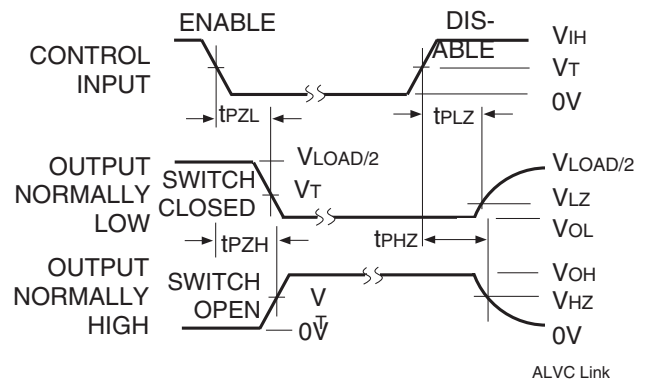 ENABLE
DIS-
ABLE
CONTROL
INPUT
VIH
VT
0V
tPZL
tPLZ
OUTPUT
NORMALLY
LOW
SWITCH
CLOSED
VLOAD/2
VT
VLOAD/2
VLZ
VOL
tPZH
tPHZ
OUTPUT
NORMALLY
HIGH
SWITCH
OPEN
VT
0V
VOH
VHZ
0V
ALVC Link